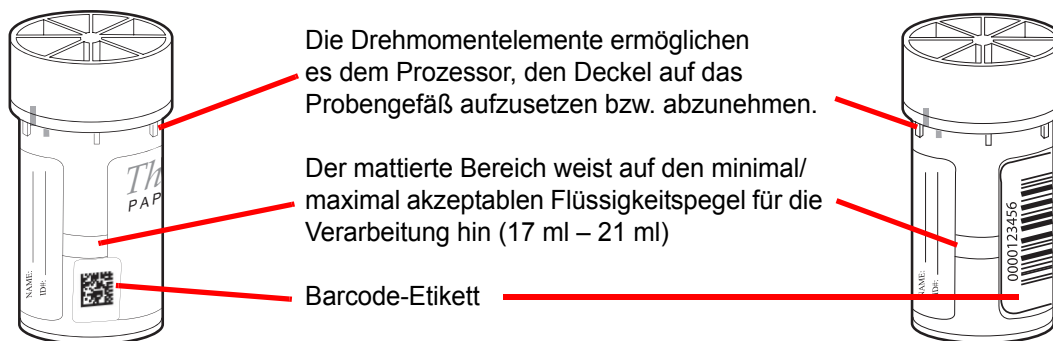 Die Drehmomentelemente ermöglichen
es dem Prozessor, den Deckel auf das
Probengefäß aufzusetzen bzw. abzunehmen.
Der mattierte Bereich weist auf den minimal/
maximal akzeptablen Flüssigkeitspegel für die
Verarbeitung hin (17 ml – 21 ml)
Barcode-Etikett
Th
PAP
NAME:
ID#:
NAME:
ID#:
0000123456